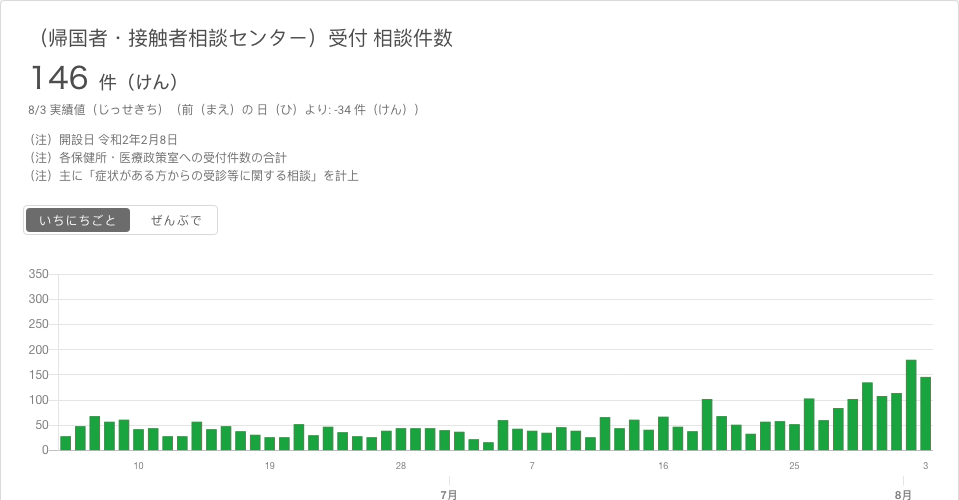 （帰国者・接触者相談センター）受付 相談件数
146 件（けん）
8/3 実績値（じっせきち）（前（まえ）の 日（ひ）より: -34 件（けん））
（注）開設日 令和2年2月8日
（注）各保健所・医療政策室への受付件数の合計
（注）主に「症状がある方からの受診等に関する相談」を計上
いちにちごと ぜんぶで
350
300
250
200
150
100
50
0
10 19 28 7 16 25 3
7月 8月